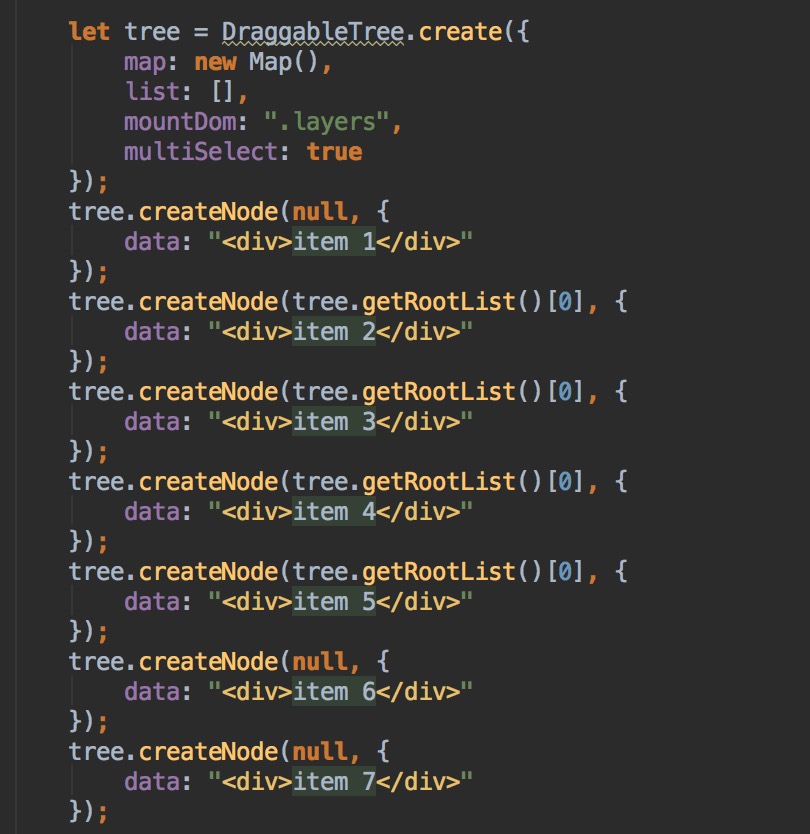 let tree = DraggableTree.create({
    map: new Map(),
    list: [],
    mountDom: ".layers",
    multiSelect: true
});
tree.createNode(null, {
    data: "<div>item 1</div>"
});
tree.createNode(tree.getRootList()[0], {
    data: "<div>item 2</div>"
});
tree.createNode(tree.getRootList()[0], {
    data: "<div>item 3</div>"
});
tree.createNode(tree.getRootList()[0], {
    data: "<div>item 4</div>"
});
tree.createNode(tree.getRootList()[0], {
    data: "<div>item 5</div>"
});
tree.createNode(null, {
    data: "<div>item 6</div>"
});
tree.createNode(null, {
    data: "<div>item 7</div>"
});